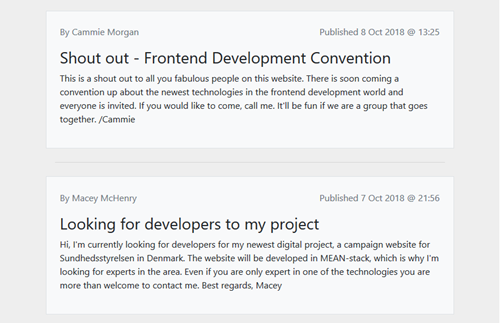 By Cammie Morgan
Published 8 Oct 2018 @ 13:25
Shout out - Frontend Development Convention
This is a shout out to all you fabulous people on this website. There is soon coming a
convention up about the newest technologies in the frontend development world and
everyone is invited. If you would like to come, call me. It'll be fun if we are a group that goes
together. /Cammie
By Macey McHenry
Published 7 Oct 2018 @ 21:56
Looking for developers to my project
Hi, I'm currently looking for developers for my newest digital project, a campaign website for
Sundhedsstyrelsen in Denmark. The website will be developed in MEAN-stack, which is why I'm
looking for experts in the area. Even if you are only expert in one of the technologies you are
more than welcome to contact me. Best regards, Macey